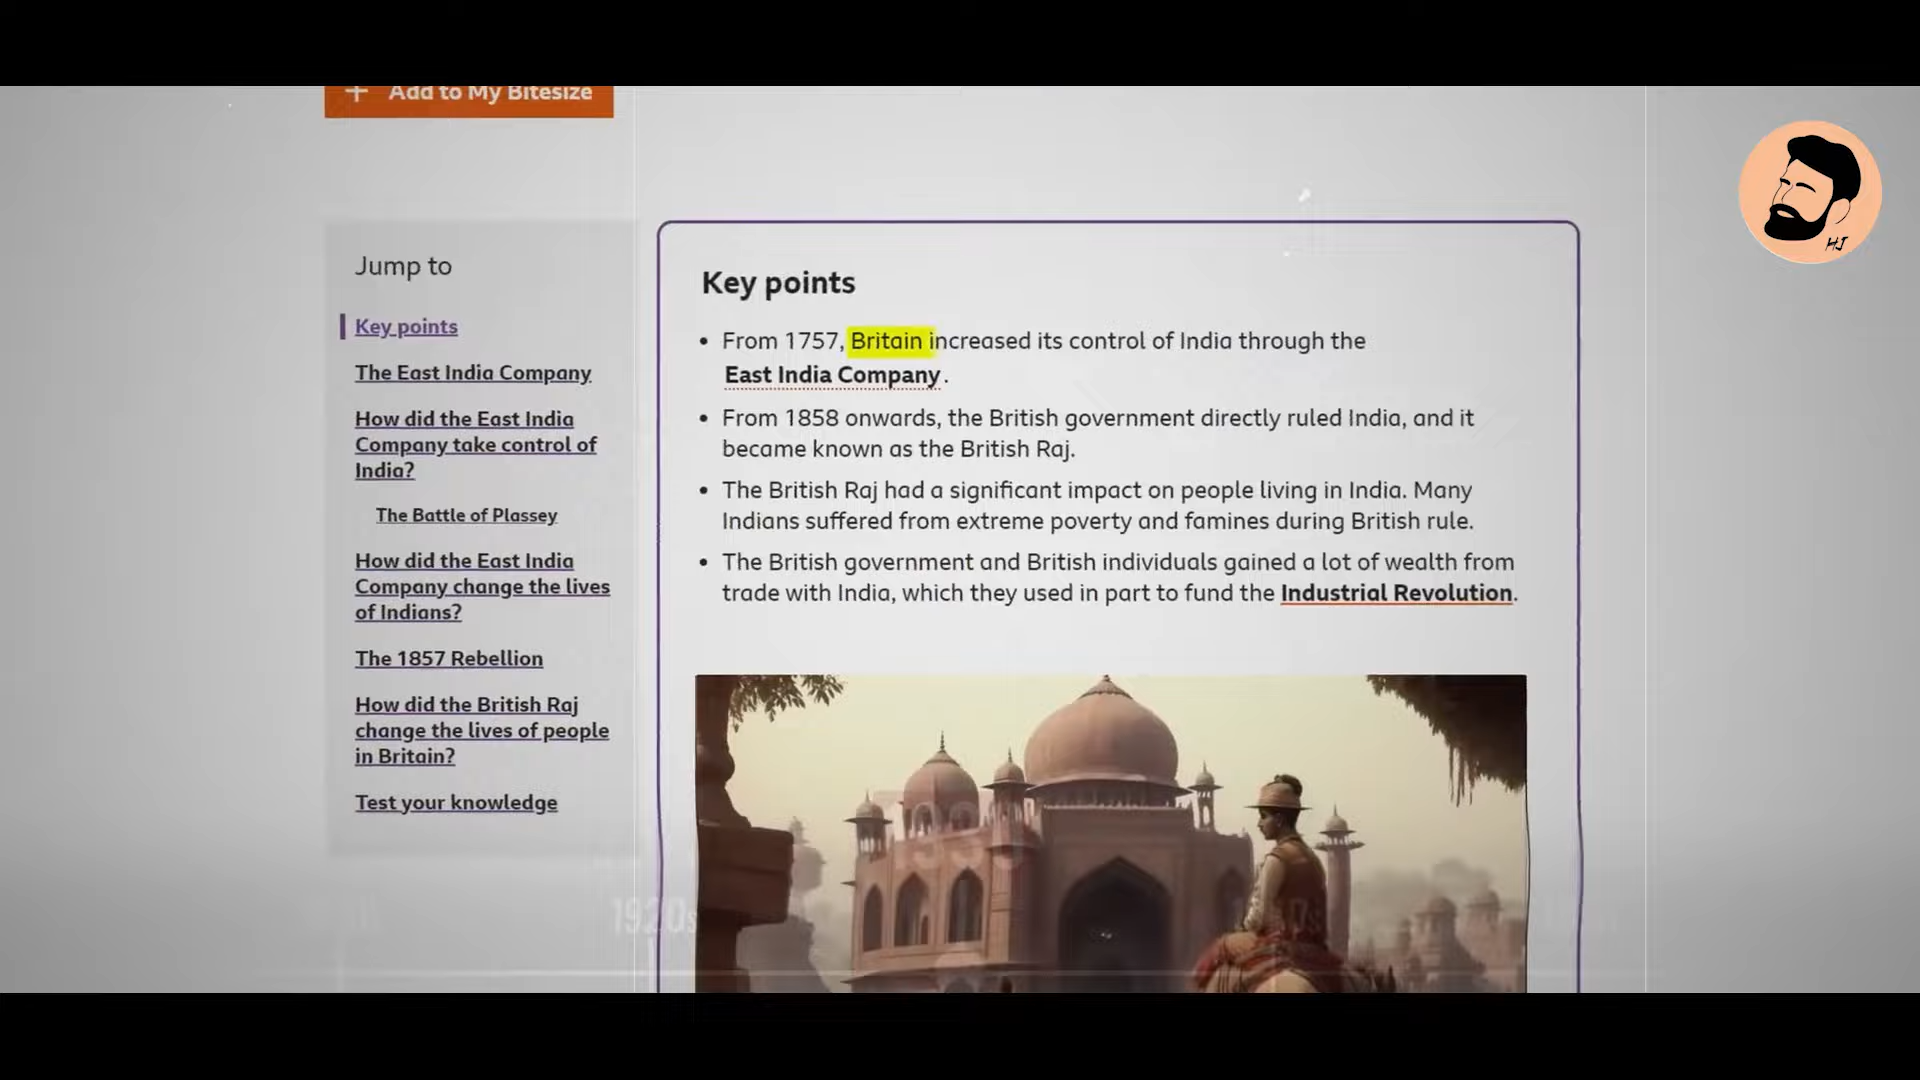 + Add to My Bitesize
HJ
Jump to
Key points
The East India Company
How did the East India
Company take control of
India?
The Battle of Plassey
How did the East India
Company change the lives
of Indians?
The 1857 Rebellion
How did the British Raj
change the lives of people
in Britain?
Test your knowledge
Key points
• From 1757, Britain increased its control of India through the
East India Company.
• From 1858 onwards, the British government directly ruled India, and it
became known as the British Raj.
• The British Raj had a significant impact on people living in India. Many
Indians suffered from extreme poverty and famines during British rule.
• The British government and British individuals gained a lot of wealth from
trade with India, which they used in part to fund the Industrial Revolution.
1920s